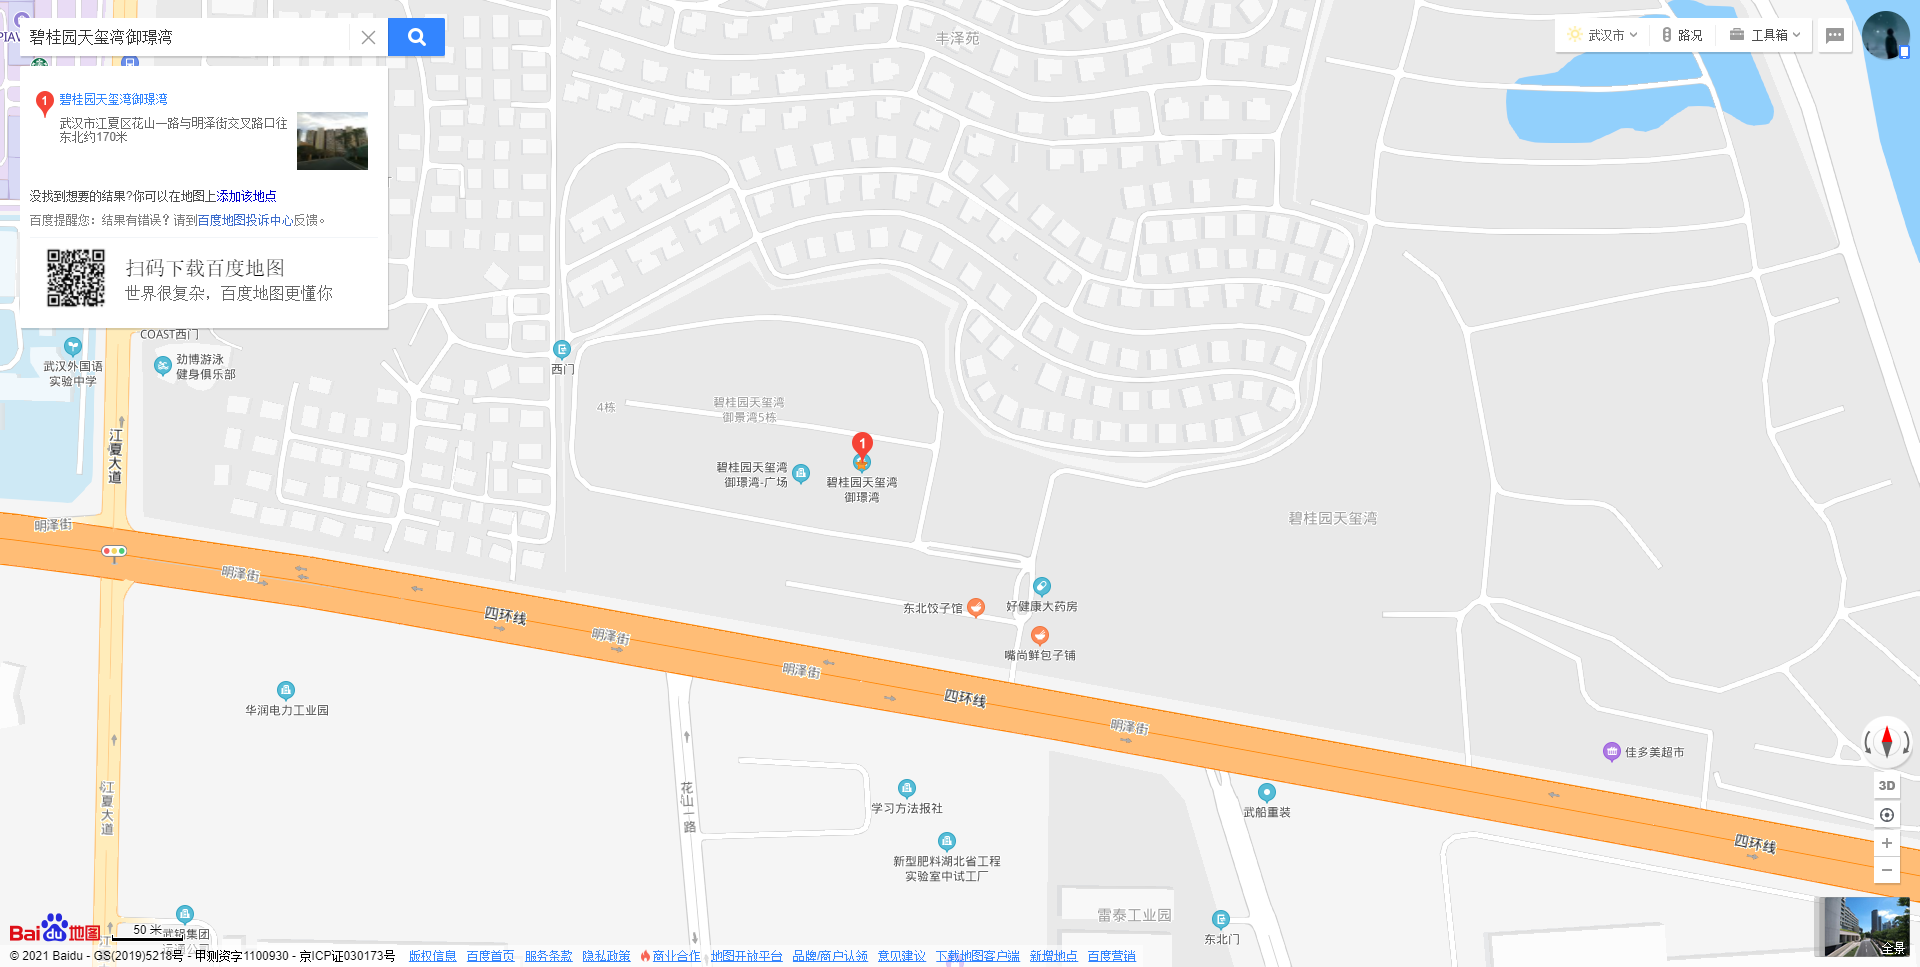 碧桂园天玺湾御璟湾
武汉市
路况
工具箱
丰泽苑
1
碧桂园天玺湾御璟湾
武汉市江夏区花山一路与明泽街交叉路口往
东北约170米
没找到想要的结果?你可以在地图上添加该地点
百度提醒您：结果有错误？请到百度地图投诉中心反馈。
扫码下载百度地图
世界很复杂，百度地图更懂你
COAST西门
武汉外国语
实验中学
劲博游泳
健身俱乐部
西门
4栋
碧桂园天玺湾
御景湾5栋
1
碧桂园天玺湾
御璟湾-广场
碧桂园天玺湾
御璟湾
江夏大道
碧桂园天玺湾
明泽街
明泽街
四环线
明泽街
明泽街
四环线
明泽街
四环线
东北饺子馆
好健康大药房
嘴尚鲜包子铺
华润电力工业园
江夏大道
花山一路
学习方法报社
新型肥料湖北省工程
实验室中试工厂
武船重装
佳多美超市
雷泰工业园
东北门
武锅集团
3D
全景
Bai du 地图
50 米
© 2021 Baidu - GS(2019)5218号 - 甲测资字1100930 - 京ICP证030173号
版权信息 百度首页 服务条款 隐私政策 商业合作 地图开放平台 品牌/商户认领 意见建议 下载地图客户端 新增地点 百度营销